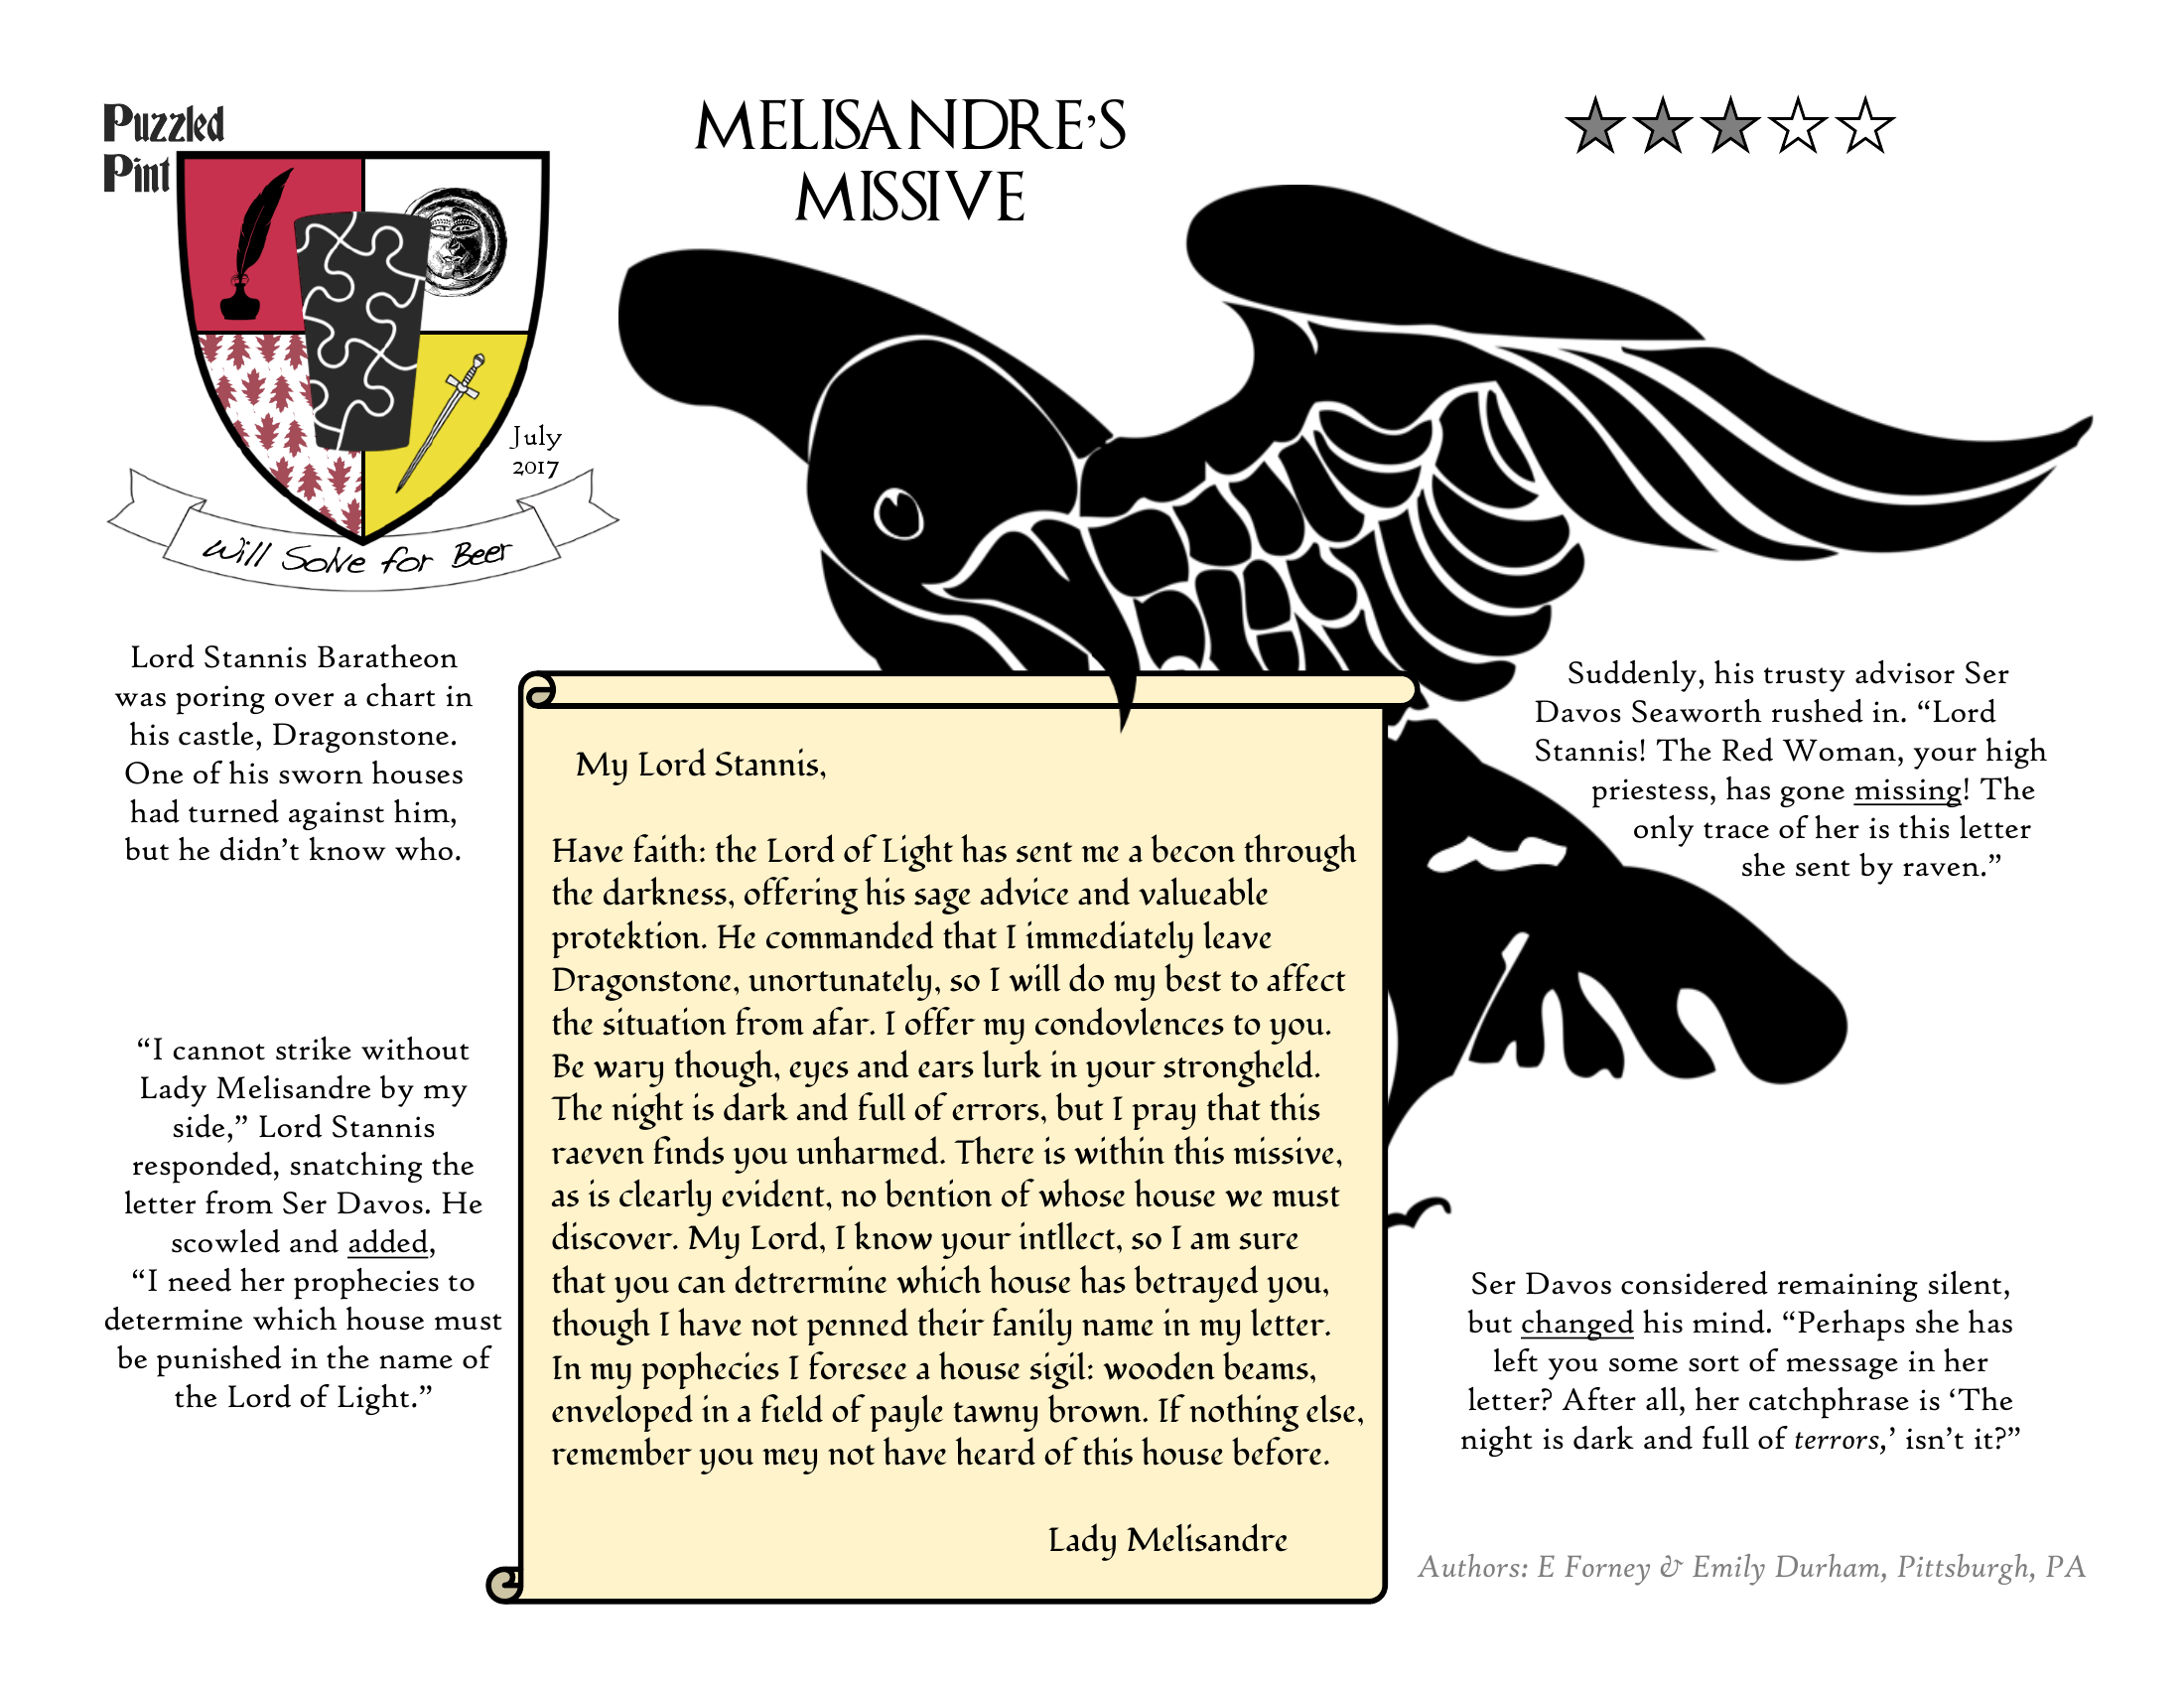 Puzzled
Pint
MELISANDRE'S
MISSIVE
July
2017
Will Solve for Beer
Lord Stannis Baratheon
was poring over a chart in
his castle, Dragonstone.
One of his sworn houses
had turned against him,
but he didn't know who.
Suddenly, his trusty advisor Ser
Davos Seaworth rushed in. “Lord
Stannis! The Red Woman, your high
priestess, has gone missing! The
only trace of her is this letter
she sent by raven.”
“I cannot strike without
Lady Melisandre by my
side,” Lord Stannis
responded, snatching the
letter from Ser Davos. He
scowled and added,
“I need her prophecies to
determine which house must
be punished in the name of
the Lord of Light.”
My Lord Stannis,
Have faith: the Lord of Light has sent me a becon through
the darkness, offering his sage advice and valueable
protektion. He commanded that I immediately leave
Dragonstone, unortunately, so I will do my best to affect
the situation from afar. I offer my condovlences to you.
Be wary though, eyes and ears lurk in your strongheld.
The night is dark and full of errors, but I pray that this
raeven finds you unharmed. There is within this missive,
as is clearly evident, no bention of whose house we must
discover. My Lord, I know your intllect, so I am sure
that you can detrermine which house has betrayed you,
though I have not penned their fanily name in my letter.
In my pophecies I foresee a house sigil: wooden beams,
enveloped in a field of payle tawny brown. If nothing else,
remember you mey not have heard of this house before.
Lady Melisandre
Ser Davos considered remaining silent,
but changed his mind. “Perhaps she has
left you some sort of message in her
letter? After all, her catchphrase is ‘The
night is dark and full of terrors,’ isn't it?”
Authors: E Forney & Emily Durham, Pittsburgh, PA